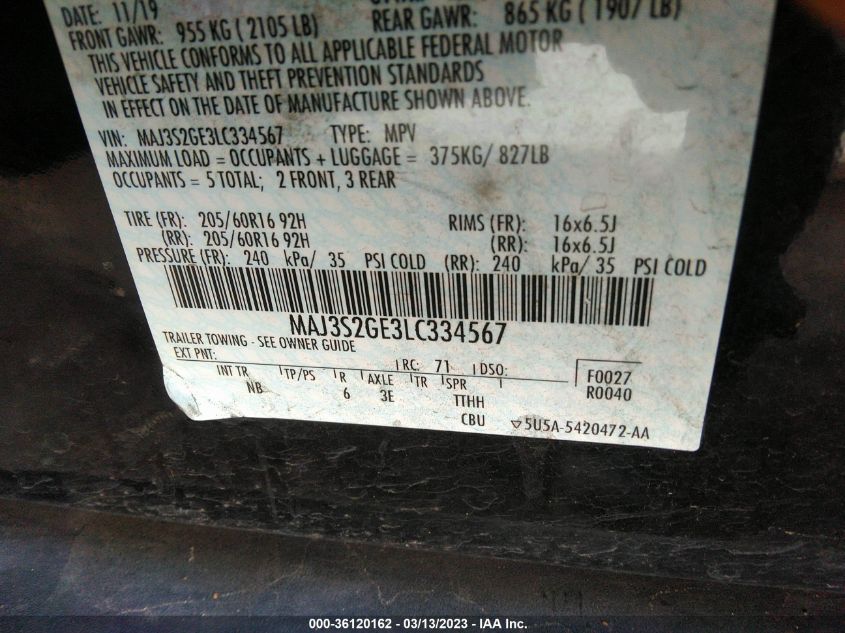 DATE: 11/19
FRONT GAWR: 955 KG ( 2105 LB) REAR GAWR: 865 KG ( 1907 LB)
THIS VEHICLE CONFORMS TO ALL APPLICABLE FEDERAL MOTOR
VEHICLE SAFETY AND THEFT PREVENTION STANDARDS
IN EFFECT ON THE DATE OF MANUFACTURE SHOWN ABOVE.
VIN: MAJ3S2GE3LC334567 TYPE: MPV
MAXIMUM LOAD = OCCUPANTS + LUGGAGE = 375KG/ 827LB
OCCUPANTS = 5 TOTAL; 2 FRONT, 3 REAR
TIRE (FR): 205/60R16 92H RIMS (FR): 16x6.5J
(RR): 205/60R16 92H (RR): 16x6.5J
PRESSURE (FR): 240 kPa/ 35 PSI COLD (RR): 240 kPa/ 35 PSI COLD
MAJ3S2GE3LC334567
TRAILER TOWING - SEE OWNER GUIDE
EXT PNT: RC: 71 DSO: F0027
INT TR TP/PS R AXLE TR SPR R0040
NB 6 3E TTHH
CBU 5U5A-5420472-AA
000-36120162 - 03/13/2023 - IAA Inc.